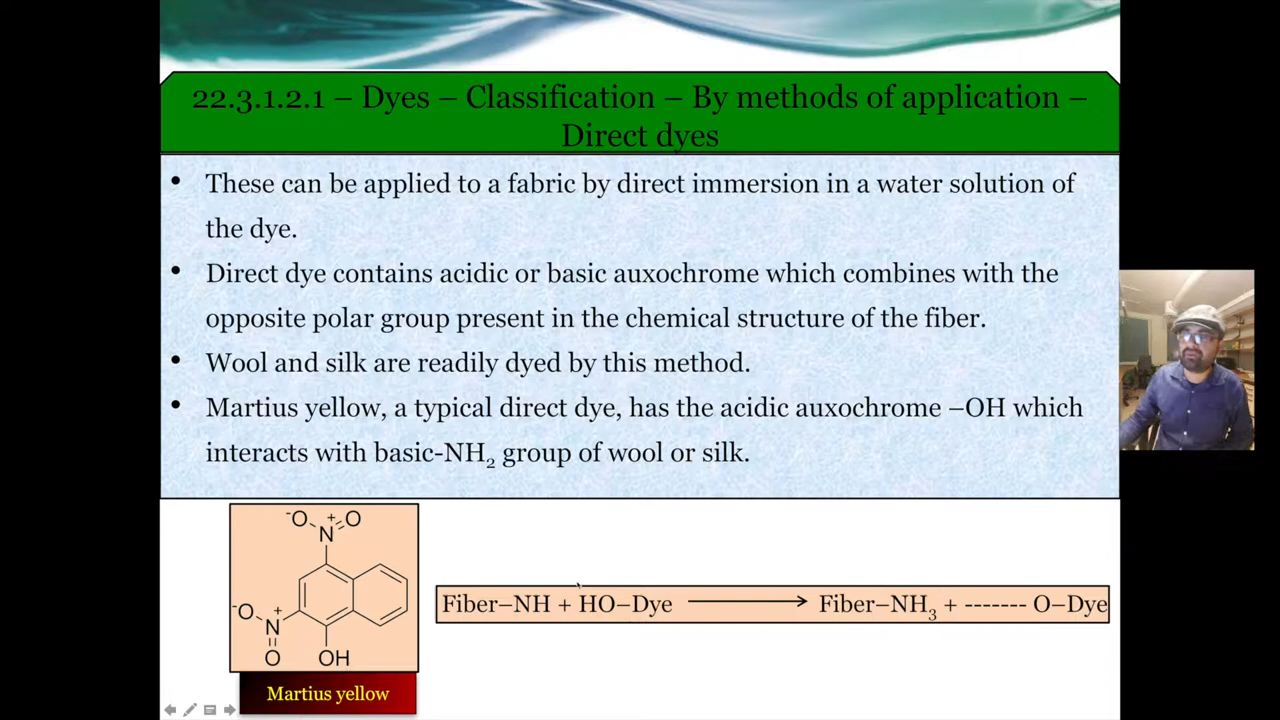 22.3.1.2.1 – Dyes – Classification – By methods of application –
Direct dyes
• These can be applied to a fabric by direct immersion in a water solution of
the dye.
• Direct dye contains acidic or basic auxochrome which combines with the
opposite polar group present in the chemical structure of the fiber.
• Wool and silk are readily dyed by this method.
• Martius yellow, a typical direct dye, has the acidic auxochrome –OH which
interacts with basic-NH₂ group of wool or silk.
⁻O N⁺ O
⁻O N⁺
O OH
Fiber–NH + HO–Dye ⟶ Fiber–NH₃ + ------- O–Dye
Martius yellow